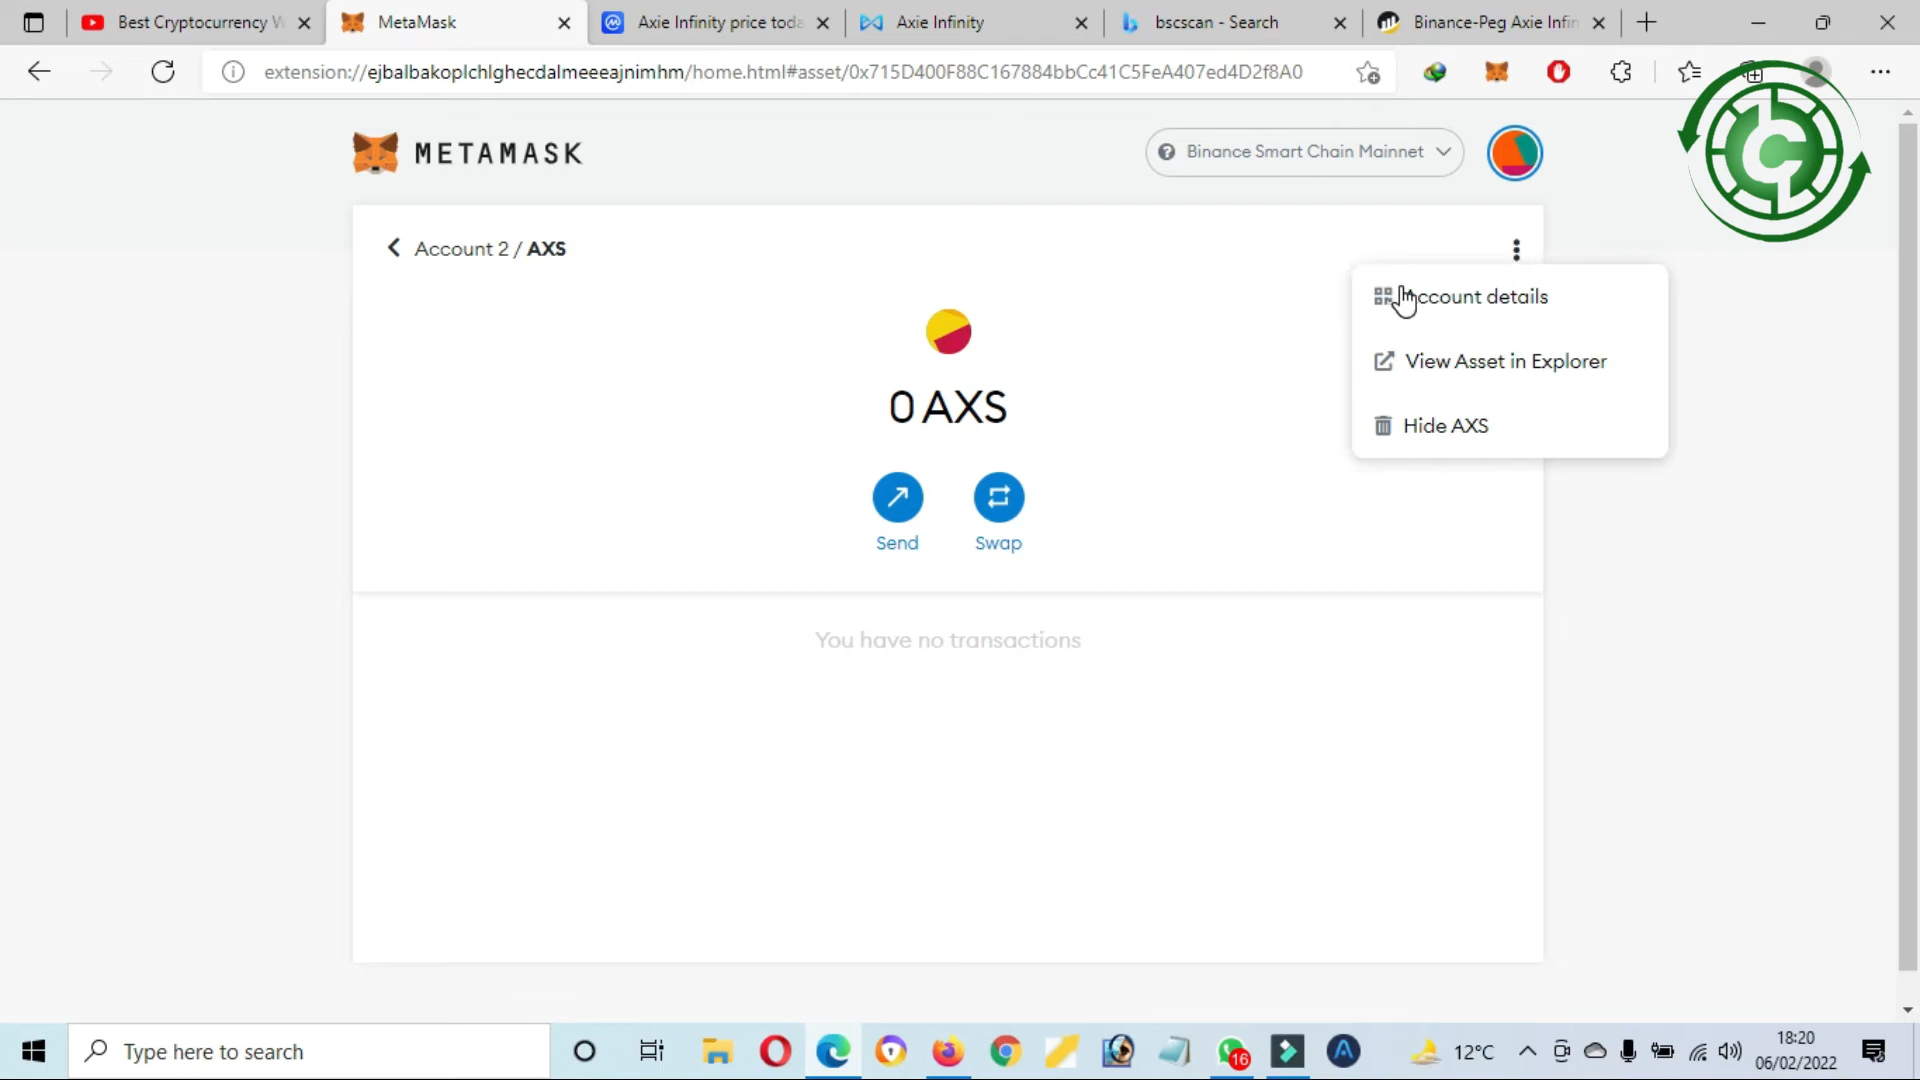 Best Cryptocurrency W
MetaMask
Axie Infinity price toda
Axie Infinity
bscscan - Search
Binance-Peg Axie Infin
extension://ejbalbakoplchlghecdalmeeeajnimhm/home.html#asset/0x715D400F88C167884bbCc41C5FeA407ed4D2f8A0
METAMASK
Binance Smart Chain Mainnet
Account 2 / AXS
Account details
View Asset in Explorer
Hide AXS
0 AXS
Send
Swap
You have no transactions
Type here to search
16
12°C
18:20
06/02/2022